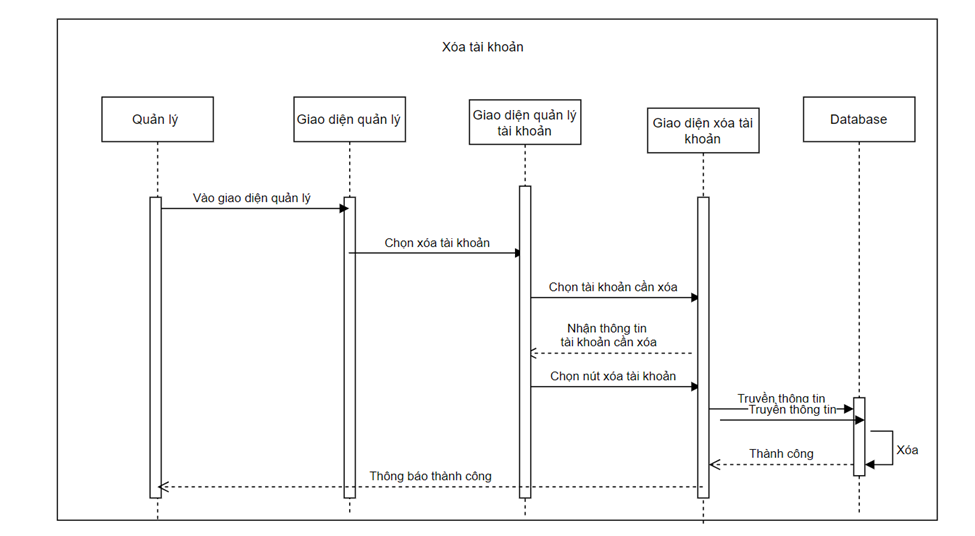 Xóa tài khoản
Quản lý
Giao diện quản lý
Giao diện quản lý
tài khoản
Giao diện xóa tài
khoản
Database
Vào giao diện quản lý
Chọn xóa tài khoản
Chọn tài khoản cần xóa
Nhận thông tin
tài khoản cần xóa
Chọn nút xóa tài khoản
Truyền thông tin
Truyền thông tin
Xóa
Thành công
Thông báo thành công